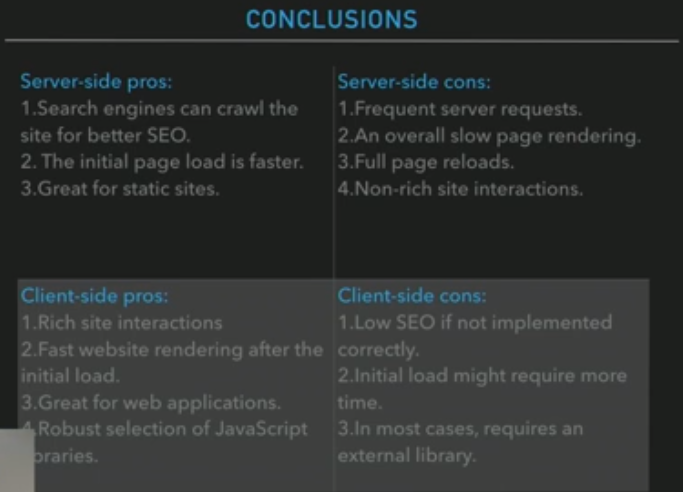 CONCLUSIONS
Server-side pros:
1.Search engines can crawl the
site for better SEO.
2. The initial page load is faster.
3.Great for static sites.
Server-side cons:
1.Frequent server requests.
2.An overall slow page rendering.
3.Full page reloads.
4.Non-rich site interactions.
Client-side pros:
1.Rich site interactions
2.Fast website rendering after the
initial load.
3.Great for web applications.
Robust selection of JavaScript
Client-side cons:
1.Low SEO if not implemented
correctly.
2.Initial load might require more
time.
3.In most cases, requires an
external library.